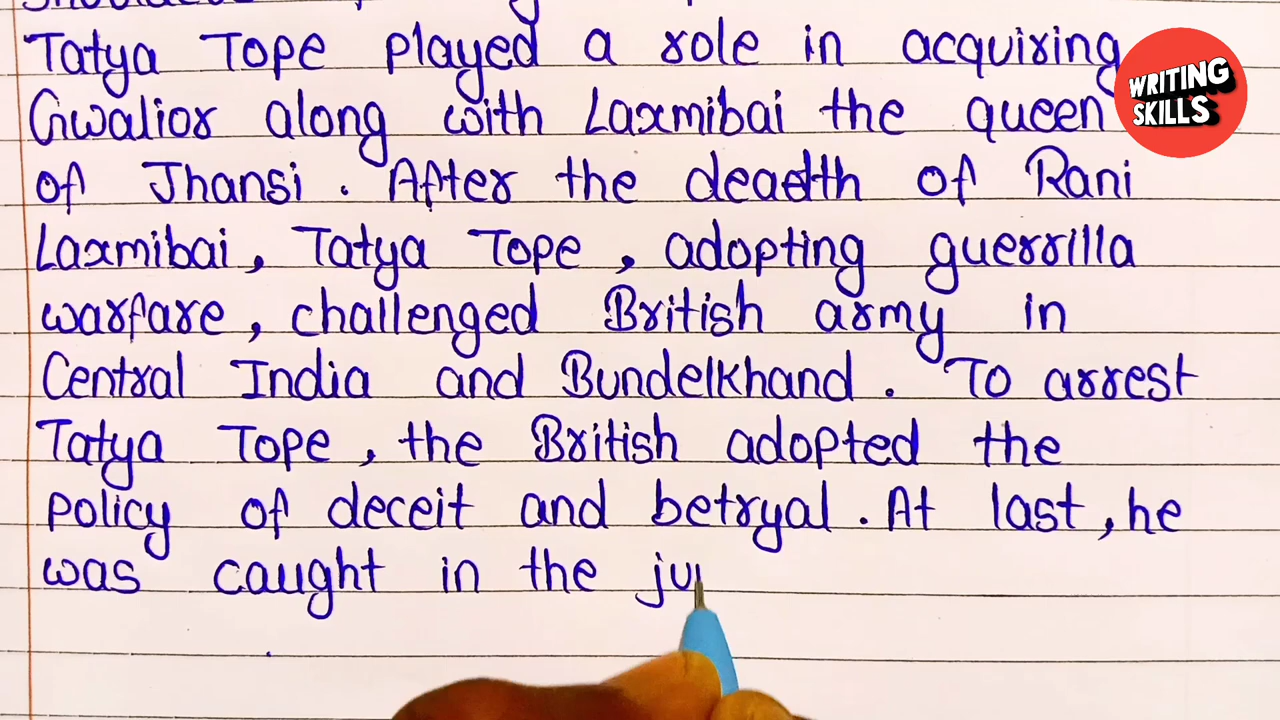 Tatya Tope played a role in acquiring
Gwalior along with Laxmibai the queen
of Jhansi. After the death of Rani
Laxmibai, Tatya Tope, adopting guerrilla
warfare, challenged British army in
Central India and Bundelkhand. To arrest
Tatya Tope, the British adopted the
policy of deceit and betryal. At last, he
was caught in the ju
WRITING
SKILLS